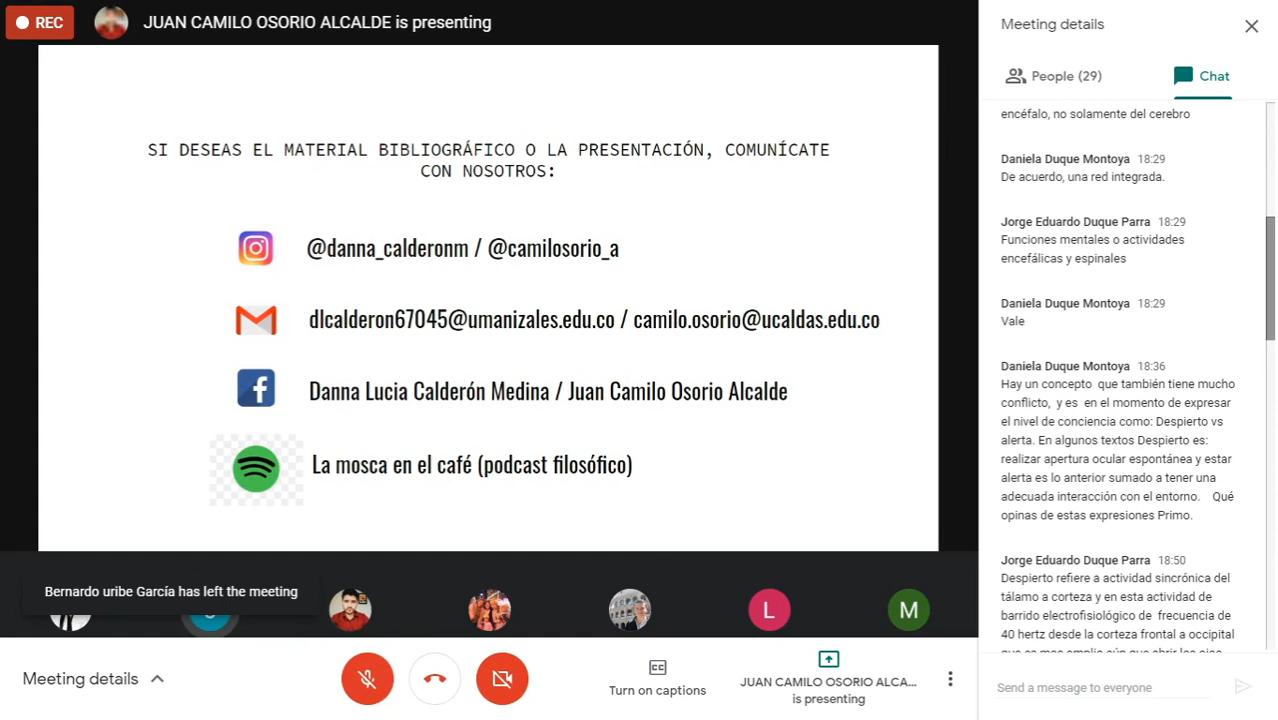 REC
JUAN CAMILO OSORIO ALCALDE is presenting
SI DESEAS EL MATERIAL BIBLIOGRÁFICO O LA PRESENTACIÓN, COMUNÍCATE
CON NOSOTROS:
@danna_calderonm / @camilosorio_a
dlcalderon67045@umanizales.edu.co / camilo.osorio@ucaldas.edu.co
Danna Lucia Calderón Medina / Juan Camilo Osorio Alcalde
La mosca en el café (podcast filosófico)
Bernardo uribe García has left the meeting
L
M
Meeting details
Turn on captions
JUAN CAMILO OSORIO ALCA...
is presenting
Meeting details
People (29)
Chat
encéfalo, no solamente del cerebro
Daniela Duque Montoya 18:29
De acuerdo, una red integrada.
Jorge Eduardo Duque Parra 18:29
Funciones mentales o actividades
encefálicas y espinales
Daniela Duque Montoya 18:29
Vale
Daniela Duque Montoya 18:36
Hay un concepto que también tiene mucho
conflicto, y es en el momento de expresar
el nivel de conciencia como: Despierto vs
alerta. En algunos textos Despierto es:
realizar apertura ocular espontánea y estar
alerta es lo anterior sumado a tener una
adecuada interacción con el entorno. Qué
opinas de estas expresiones Primo.
Jorge Eduardo Duque Parra 18:50
Despierto refiere a actividad sincrónica del
tálamo a corteza y en esta actividad de
barrido electrofisiológico de frecuencia de
40 hertz desde la corteza frontal a occipital
Send a message to everyone